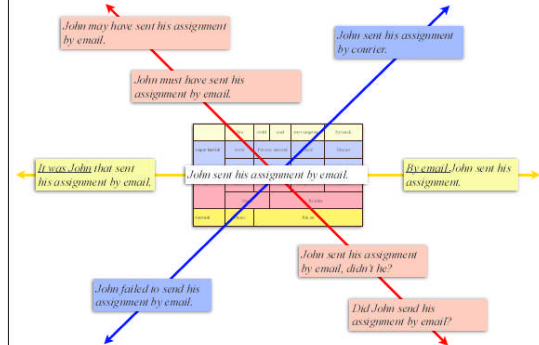 John may have sent his assignment
by email.
John sent his assignment
by courier.
John must have sent his
assignment by email.
It was John that sent
his assignment by email.
John sent his assignment by email.
By email John sent his
assignment.
John sent his assignment
by email, didn't he?
John failed to send his
assignment by email.
Did John send his
assignment by email?